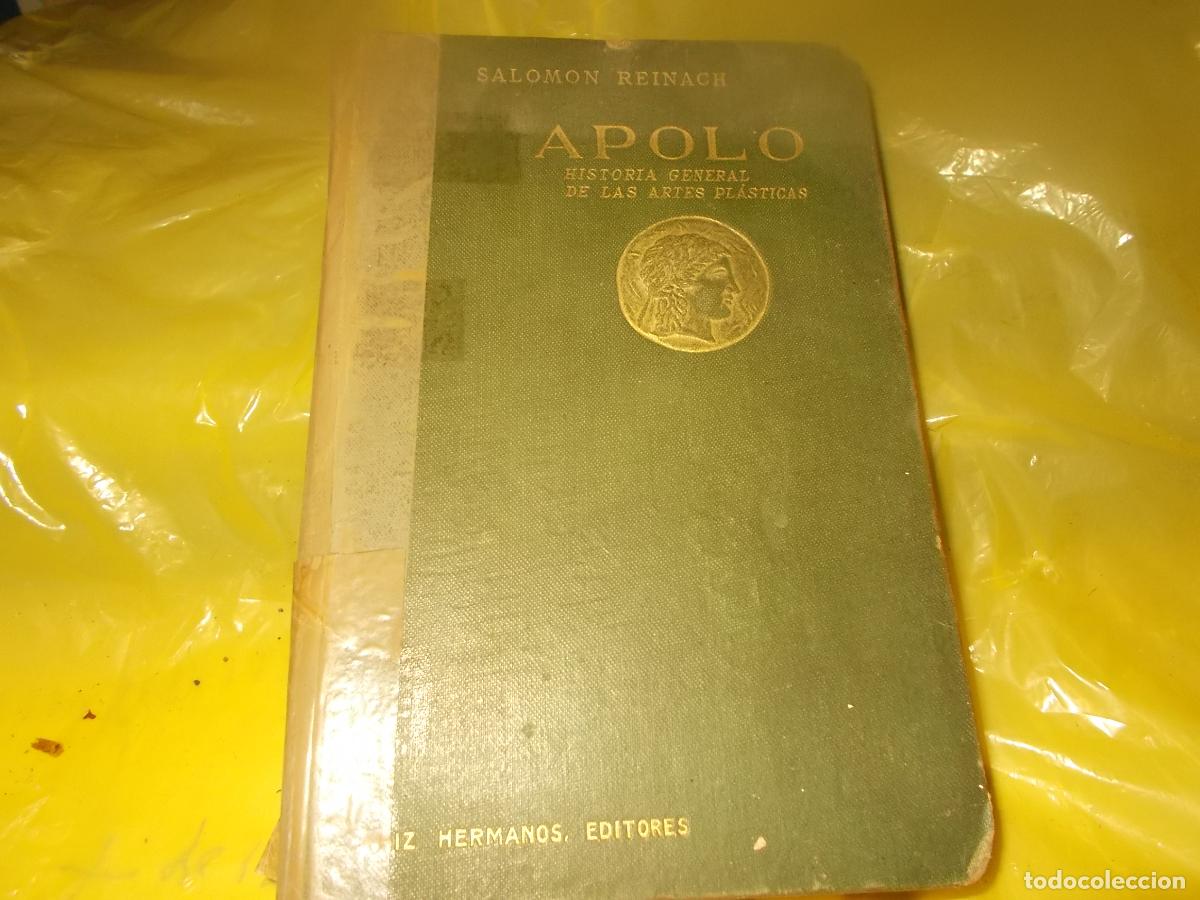 SALOMON REINACH
APOLO
HISTORIA GENERAL
DE LAS ARTES PLÁSTICAS
IZ HERMANOS, EDITORES
todocoleccion